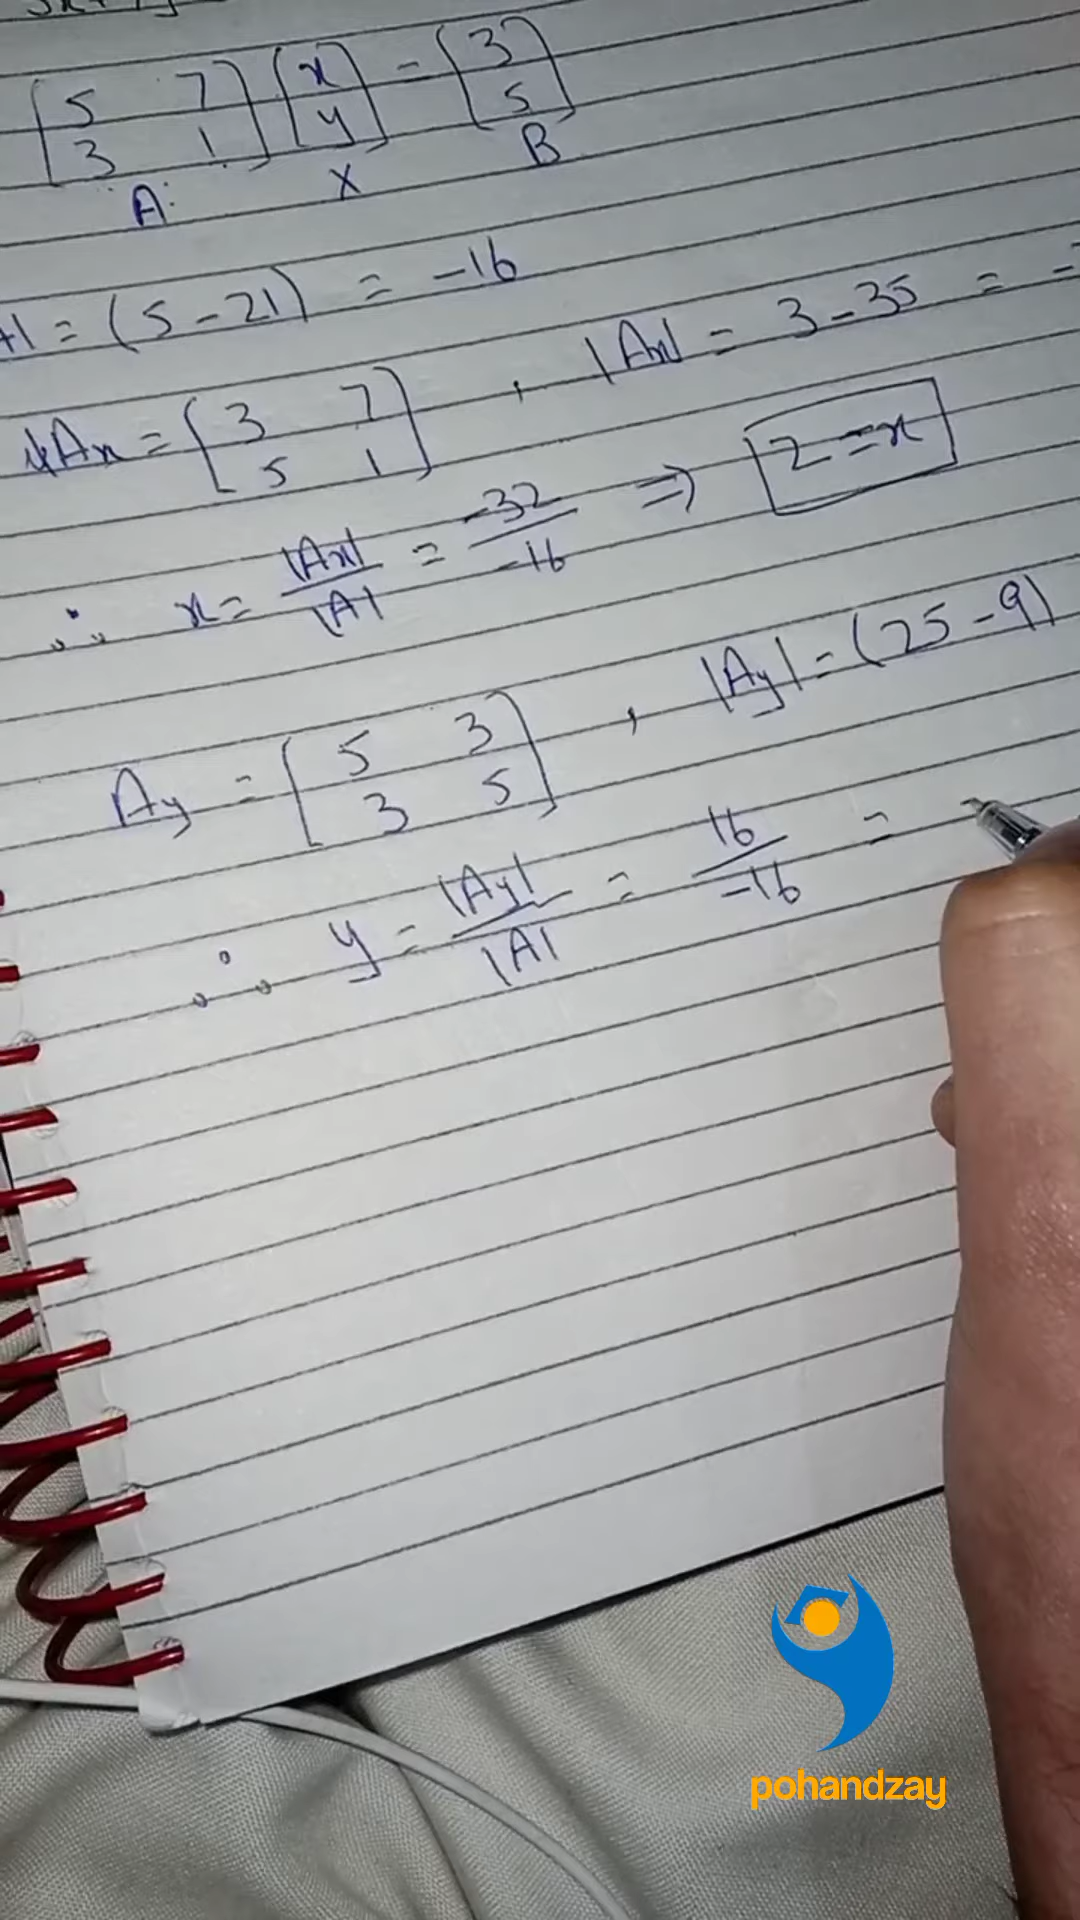 [5 7
3 1] [x
y] = [3
5]
A X B
|A| = (5 - 21) = -16
Ax = [3 7
5 1] , |Ax| = 3 - 35 = -
∴ x = |Ax|/|A| = -32/-16 ⇒ 2 = x
Ay = [5 3
3 5] , |Ay| = (25 - 9)
∴ y = |Ay|/|A| = 16/-16 =
pohandzay